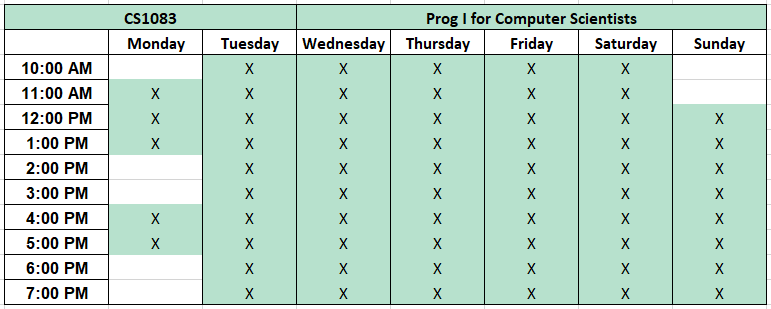 CS1083 Prog I for Computer Scientists
Monday Tuesday Wednesday Thursday Friday Saturday Sunday
10:00 AM X X X X X
11:00 AM X X X X X X
12:00 PM X X X X X X X
1:00 PM X X X X X X X
2:00 PM X X X X X X
3:00 PM X X X X X X
4:00 PM X X X X X X X
5:00 PM X X X X X X X
6:00 PM X X X X X X
7:00 PM X X X X X X